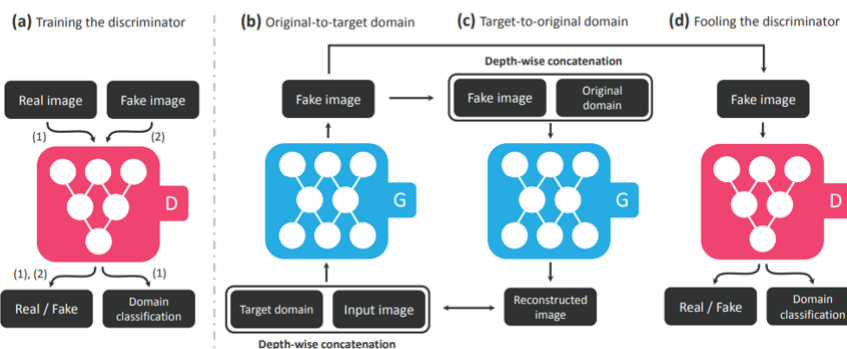 (a) Training the discriminator
(b) Original-to-target domain
(c) Target-to-original domain
(d) Fooling the discriminator
Real image
Fake image
(1)
(2)
D
(1), (2)
(1)
Real / Fake
Domain
classification
Fake image
G
Target domain
Input image
Depth-wise concatenation
Depth-wise concatenation
Fake image
Original
domain
G
Reconstructed
image
Fake image
D
Real / Fake
Domain
classification